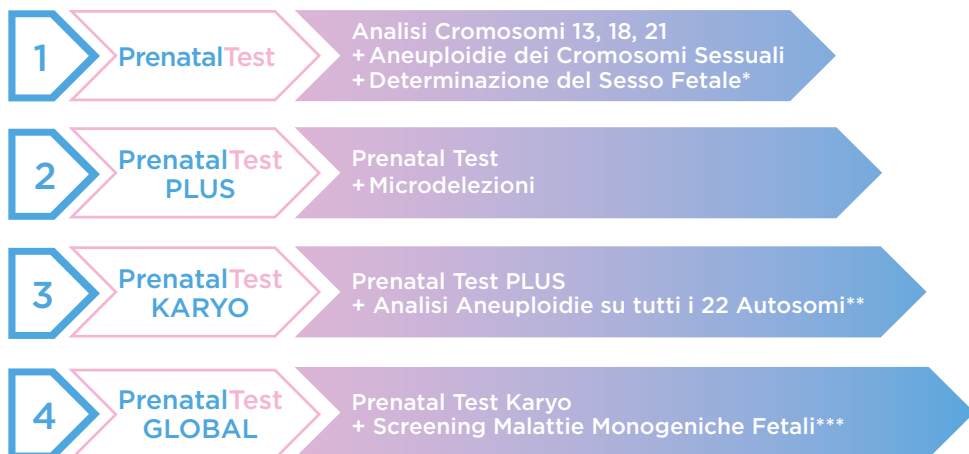 1
PrenatalTest
Analisi Cromosomi 13, 18, 21
+Aneuploidie dei Cromosomi Sessuali
+Determinazione del Sesso Fetale*
2
PrenatalTest
PLUS
Prenatal Test
+Microdelezioni
3
PrenatalTest
KARYO
Prenatal Test PLUS
+ Analisi Aneuploidie su tutti i 22 Autosomi**
4
PrenatalTest
GLOBAL
Prenatal Test Karyo
+ Screening Malattie Monogeniche Fetali***